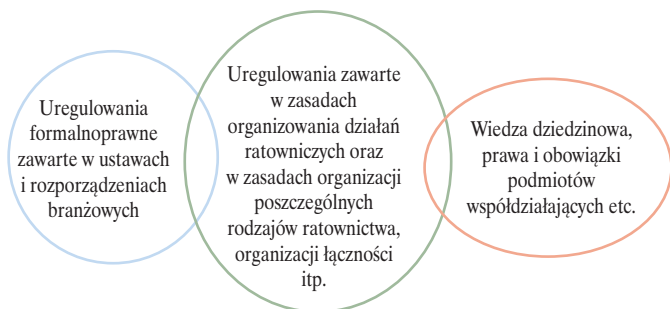 Uregulowania
formalnoprawne
zawarte w ustawach
i rozporządzeniach
branżowych
Uregulowania zawarte
w zasadach
organizowania działań
ratowniczych oraz
w zasadach organizacji
poszczególnych
rodzajów ratownictwa,
organizacji łączności
itp.
Wiedza dziedzinowa,
prawa i obowiązki
podmiotów
współdziałających etc.